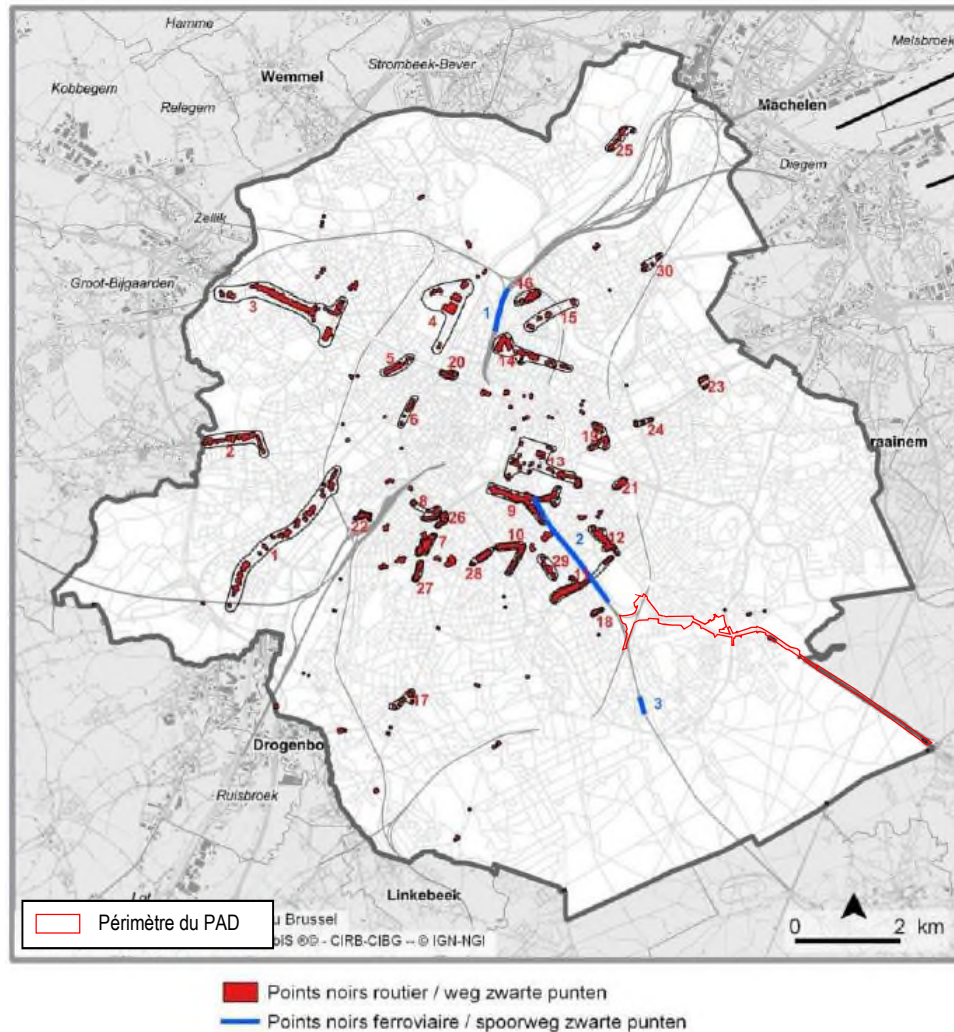 Hamme
Melsbroek
Strombeek-Bever
Wemmel
Kobbegem
Relegem
Machelen
25
Diegem
Zellik
30
Groot-Bijgaarden
16
3
4
1
15
14
5
20
23
6
24
19
2
raainem
13
21
8
9
22
26
2
12
7
10
1
28
29
27
11
18
3
17
Drogenbo
Ruisbroek
Linkebeek
Lot
Périmètre du PAD
u Brussel
oiS ®© - CIRB-CIBG -- © IGN-NGI
0 2 km
Points noirs routier / weg zwarte punten
Points noirs ferroviaire / spoorweg zwarte punten